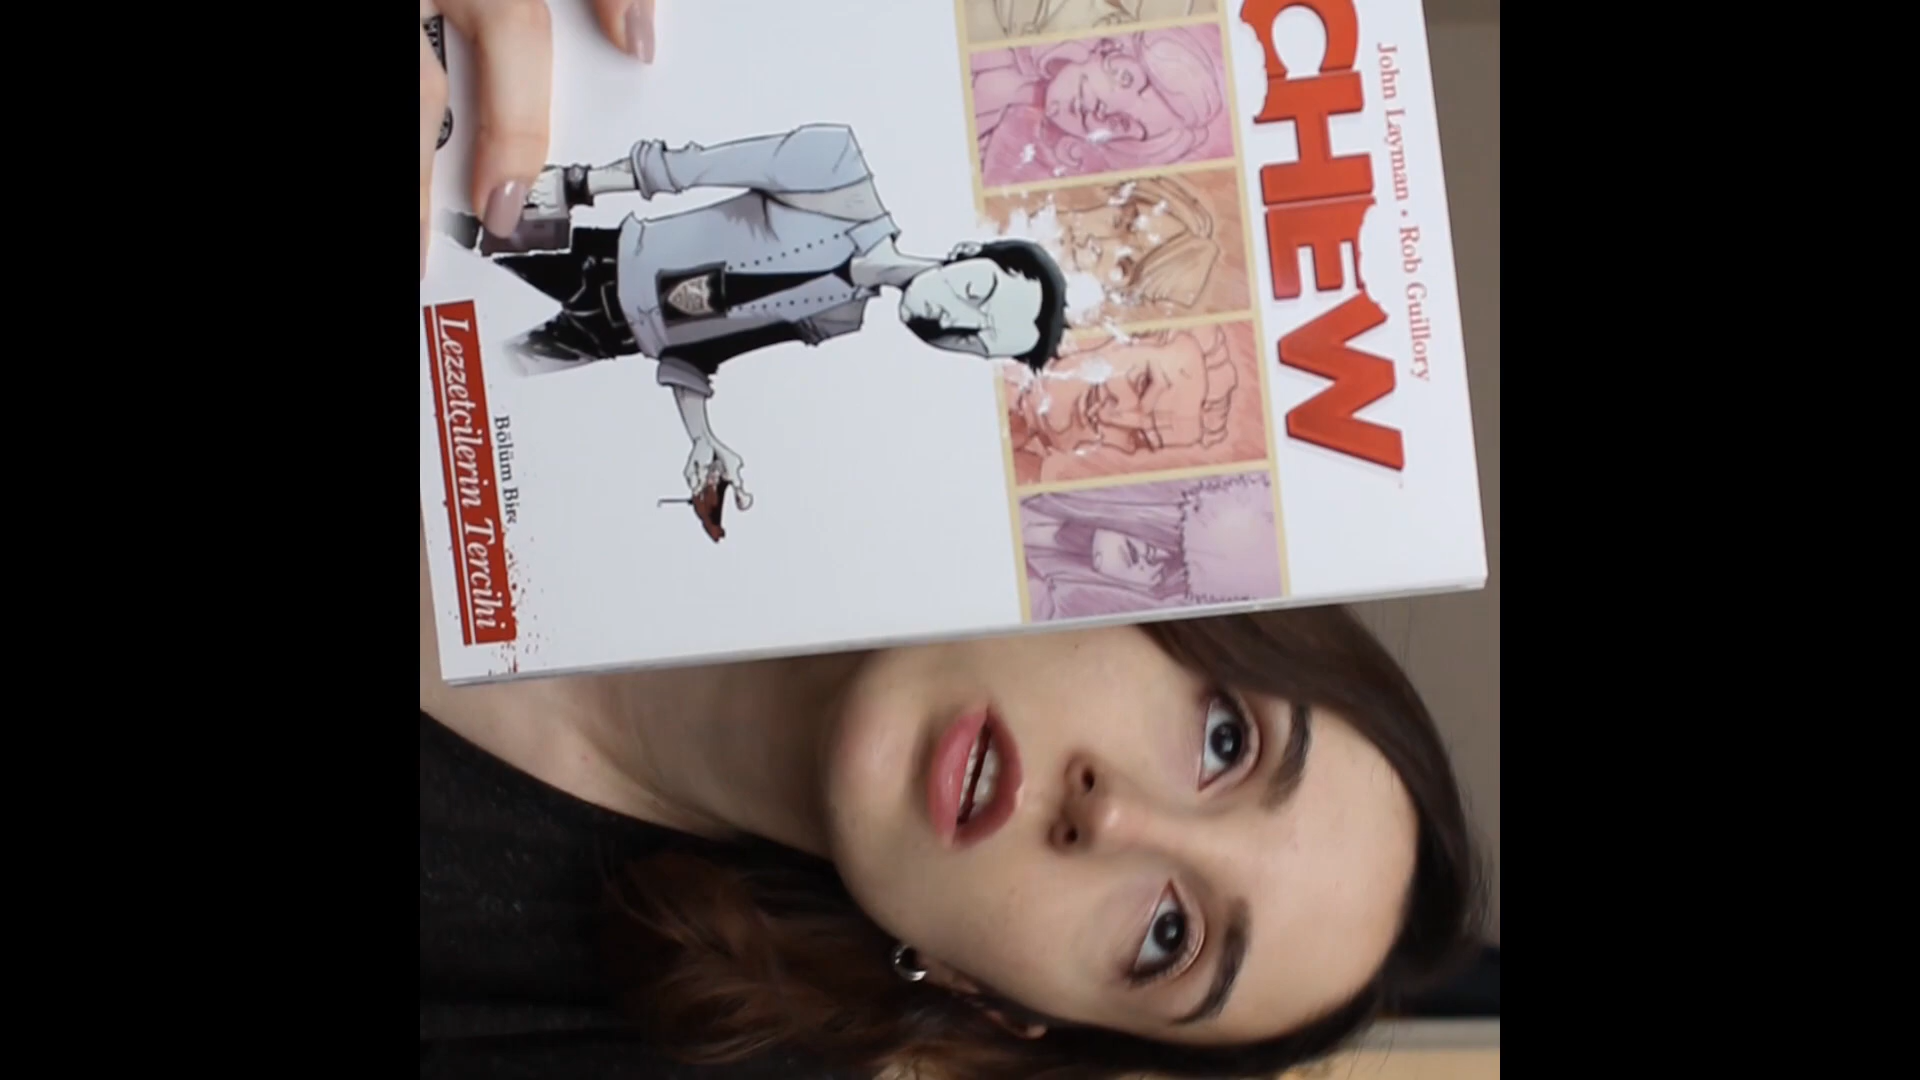 John Layman • Rob Guillory
CHEW
Bölüm Bir
Lezzetçilerin Tercihi